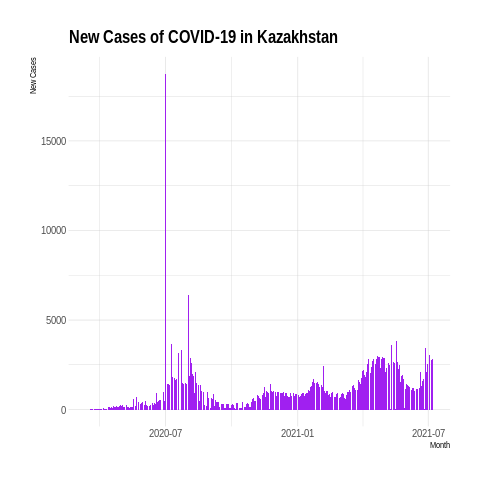 New Cases of COVID-19 in Kazakhstan
New Cases
15000
10000
5000
0
2020-07
2021-01
2021-07
Month